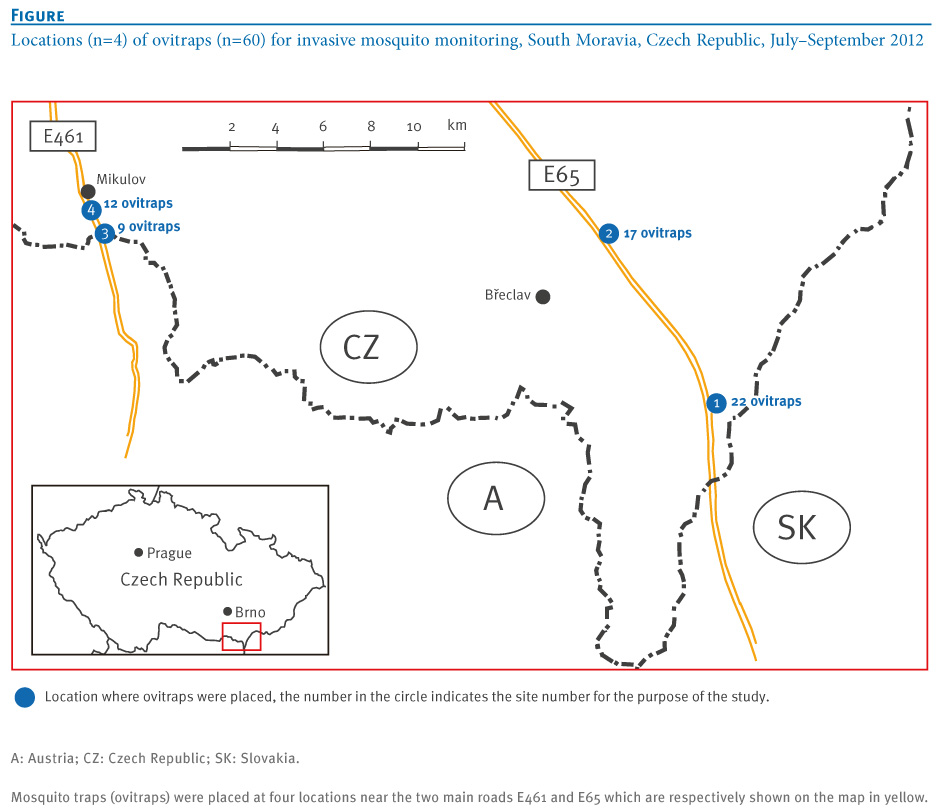 FIGURE
Locations (n=4) of ovitraps (n=60) for invasive mosquito monitoring, South Moravia, Czech Republic, July–September 2012
E461
2 4 6 8 10 km
E65
Mikulov
4 12 ovitraps
3 9 ovitraps
2 17 ovitraps
Břeclav
CZ
1 22 ovitraps
A
SK
Prague
Czech Republic
Brno
Location where ovitraps were placed, the number in the circle indicates the site number for the purpose of the study.
A: Austria; CZ: Czech Republic; SK: Slovakia.
Mosquito traps (ovitraps) were placed at four locations near the two main roads E461 and E65 which are respectively shown on the map in yellow.